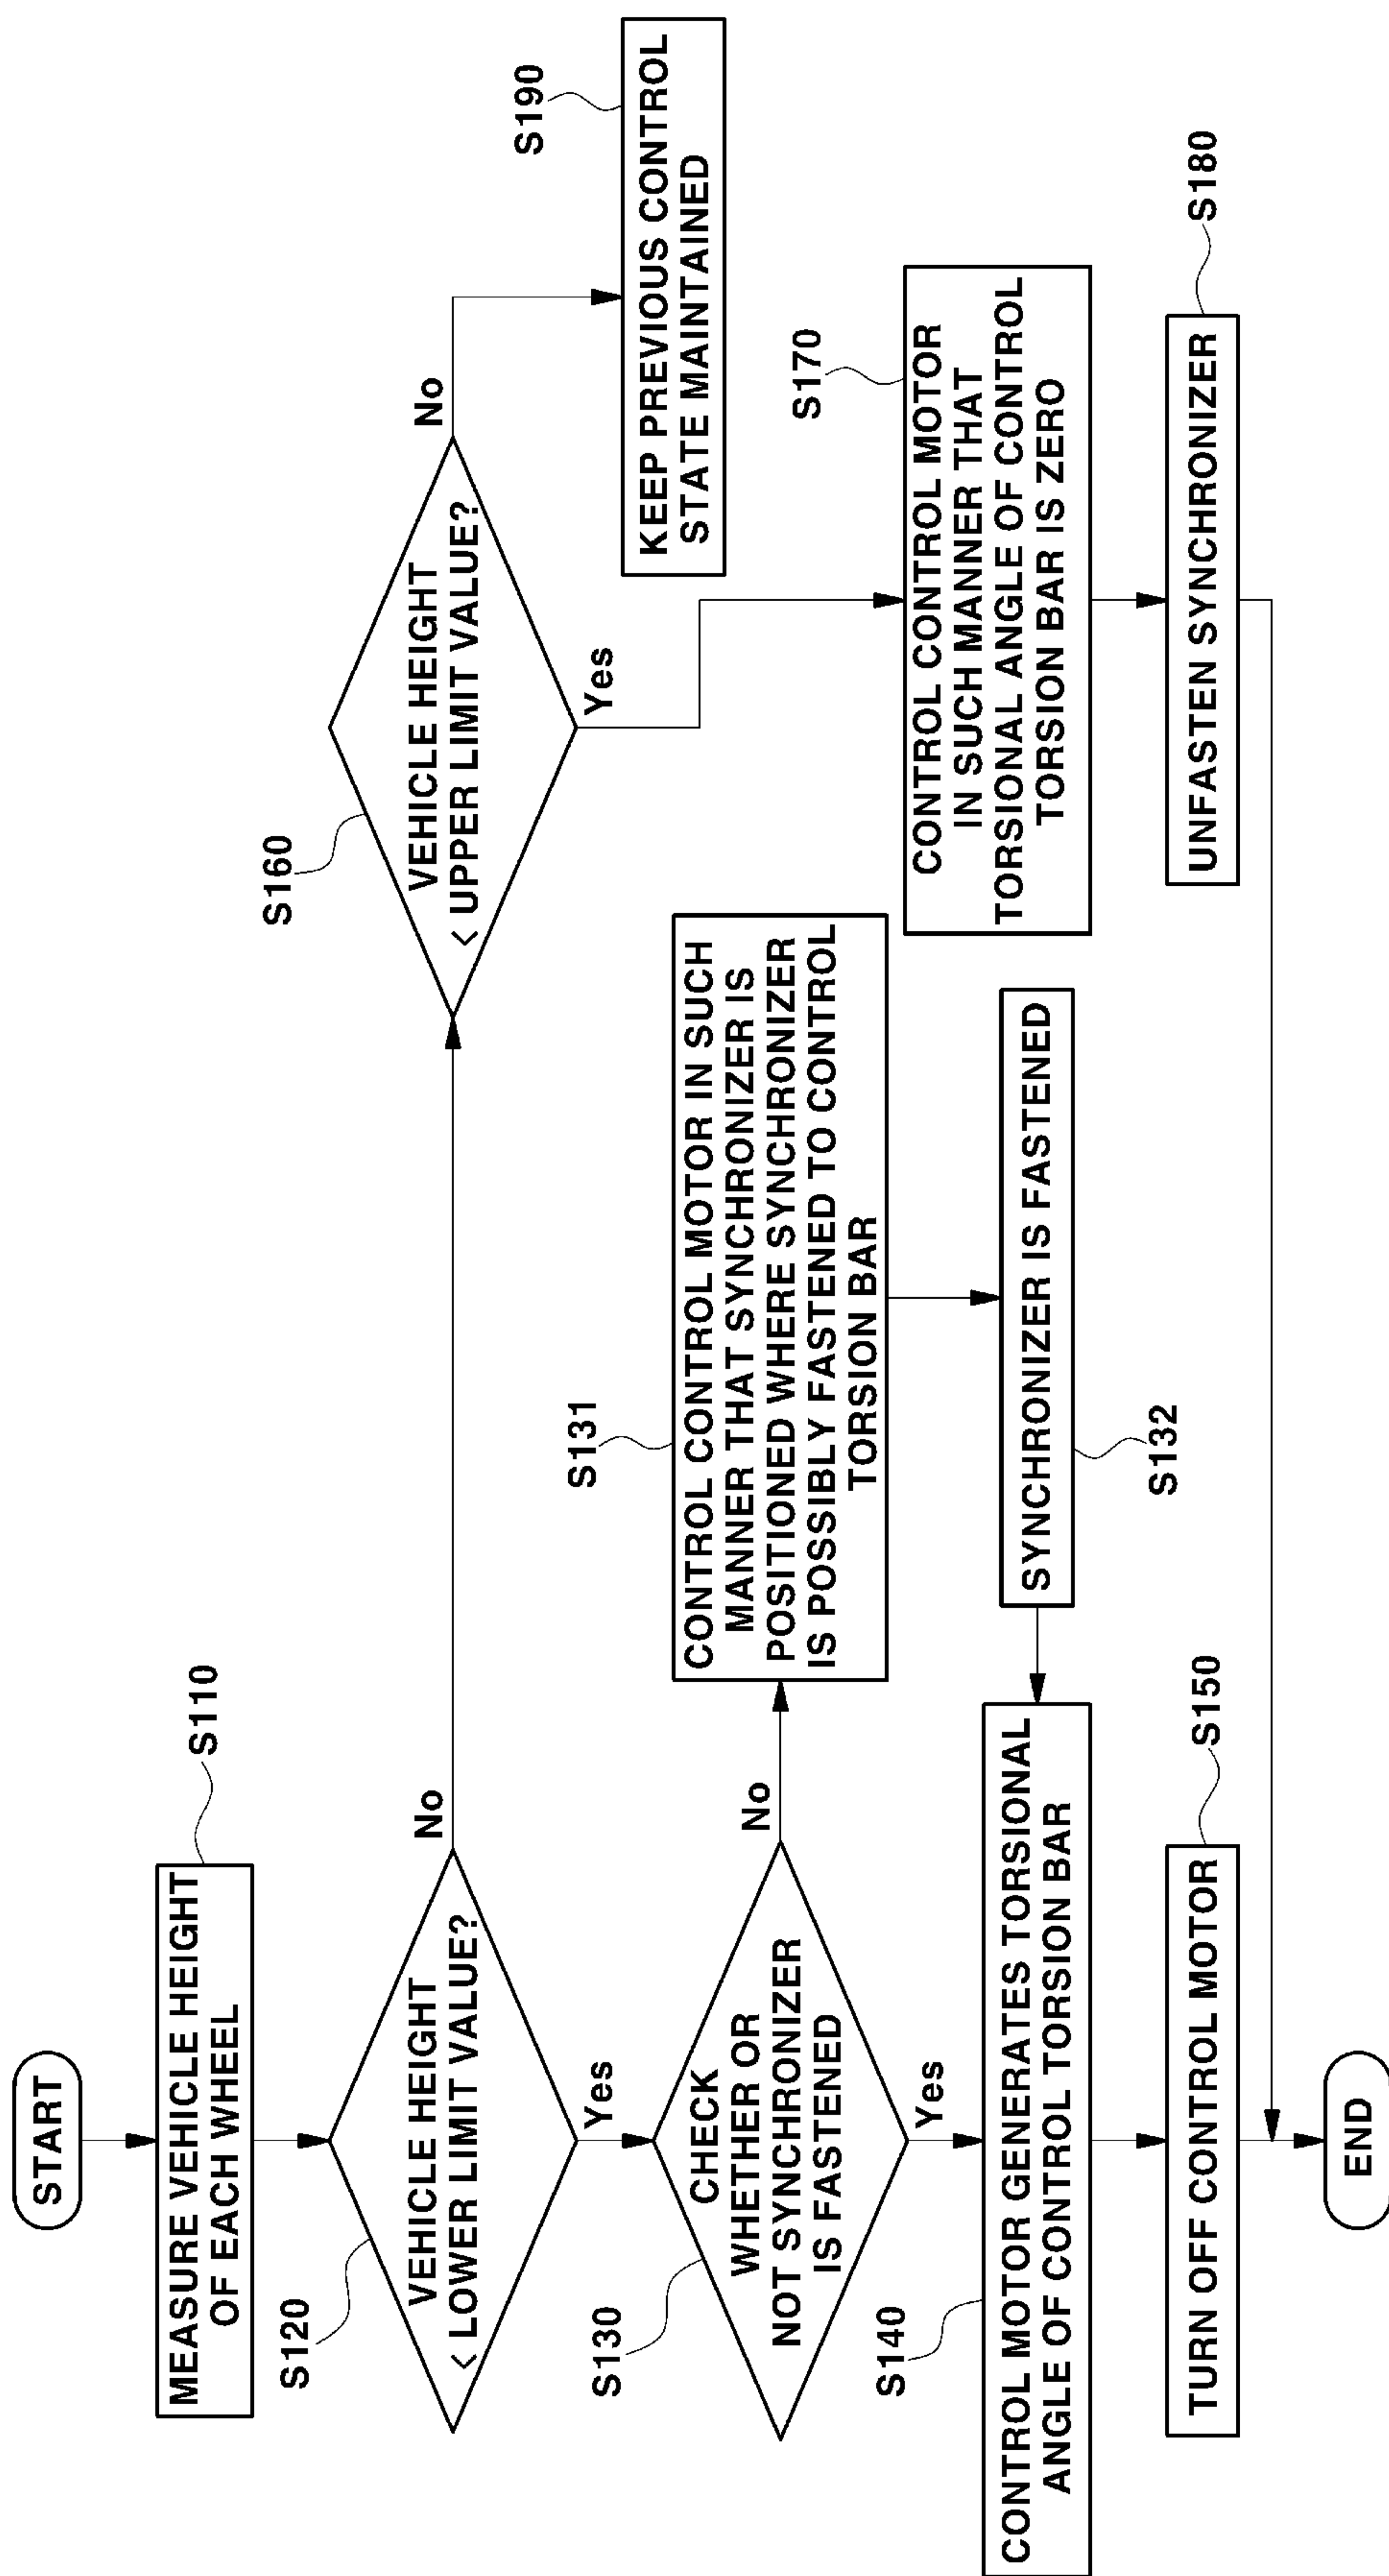 START
MEASURE VEHICLE HEIGHT
OF EACH WHEEL
S110
S120
VEHICLE HEIGHT
< LOWER LIMIT VALUE?
No
Yes
S160
VEHICLE HEIGHT
< UPPER LIMIT VALUE?
No
Yes
S190
KEEP PREVIOUS CONTROL
STATE MAINTAINED
S130
CHECK
WHETHER OR
NOT SYNCHRONIZER
IS FASTENED
No
Yes
S131
CONTROL CONTROL MOTOR IN SUCH
MANNER THAT SYNCHRONIZER IS
POSITIONED WHERE SYNCHRONIZER
IS POSSIBLY FASTENED TO CONTROL
TORSION BAR
SYNCHRONIZER IS FASTENED
S132
S170
CONTROL CONTROL MOTOR
IN SUCH MANNER THAT
TORSIONAL ANGLE OF CONTROL
TORSION BAR IS ZERO
S140
CONTROL MOTOR GENERATES TORSIONAL
ANGLE OF CONTROL TORSION BAR
TURN OFF CONTROL MOTOR
S150
UNFASTEN SYNCHRONIZER
S180
END